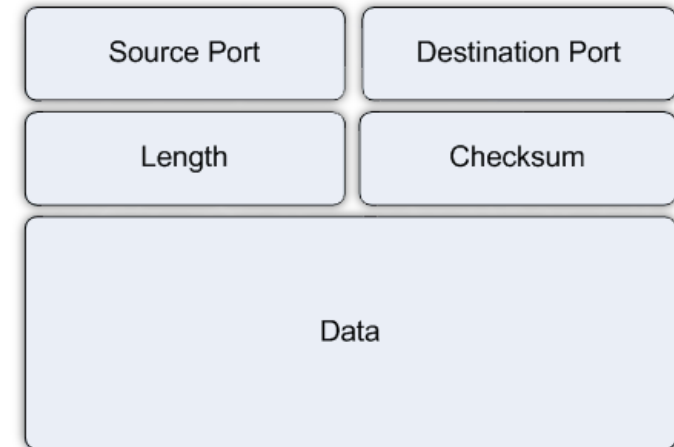 Source Port
Destination Port
Length
Checksum
Data